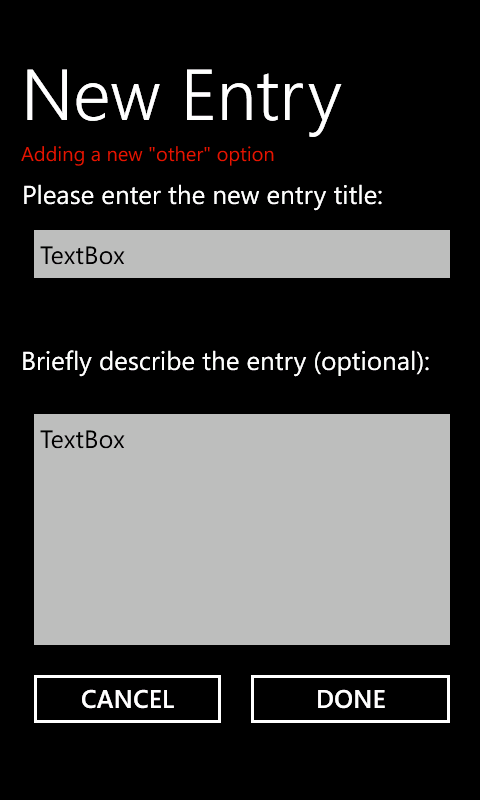 New Entry
Adding a new "other" option
Please enter the new entry title:
TextBox
Briefly describe the entry (optional):
TextBox
CANCEL DONE